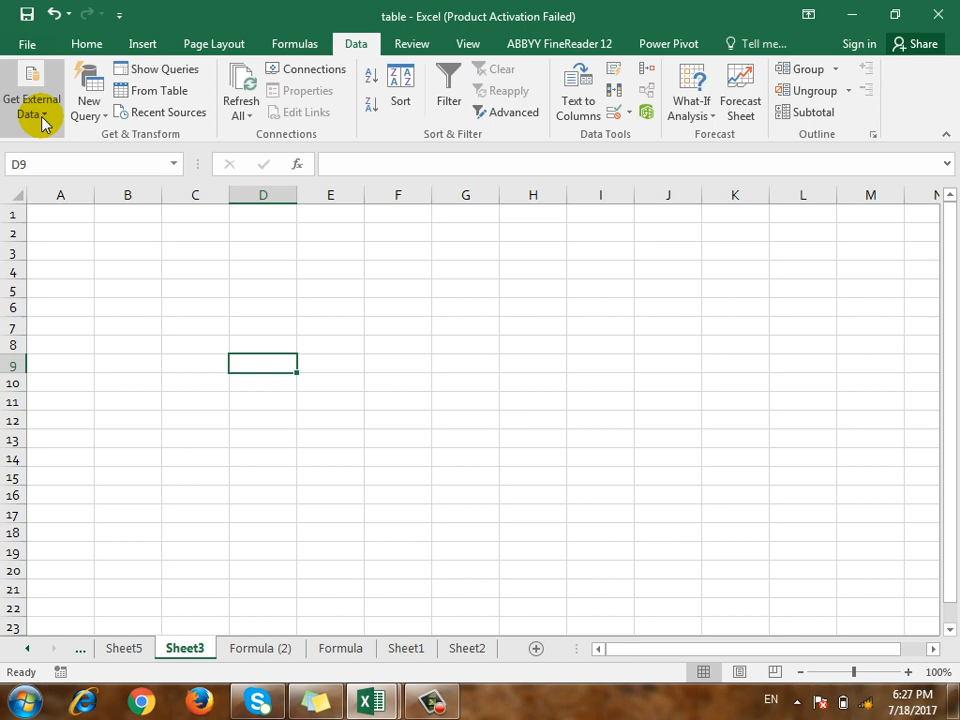 table - Excel (Product Activation Failed)
File Home Insert Page Layout Formulas Data Review View ABBYY FineReader 12 Power Pivot Tell me... Sign in Share
Get External Data
New Query
Show Queries
From Table
Recent Sources
Get & Transform
Refresh All
Connections
Properties
Edit Links
Connections
Sort
Filter
Clear
Reapply
Advanced
Sort & Filter
Text to Columns
Data Tools
What-If Analysis
Forecast Sheet
Forecast
Group
Ungroup
Subtotal
Outline
D9
fx
A B C D E F G H I J K L M N
1
2
3
4
5
6
7
8
9
10
11
12
13
14
15
16
17
18
19
20
21
22
23
... Sheet5 Sheet3 Formula (2) Formula Sheet1 Sheet2
Ready 100%
EN 6:27 PM
7/18/2017